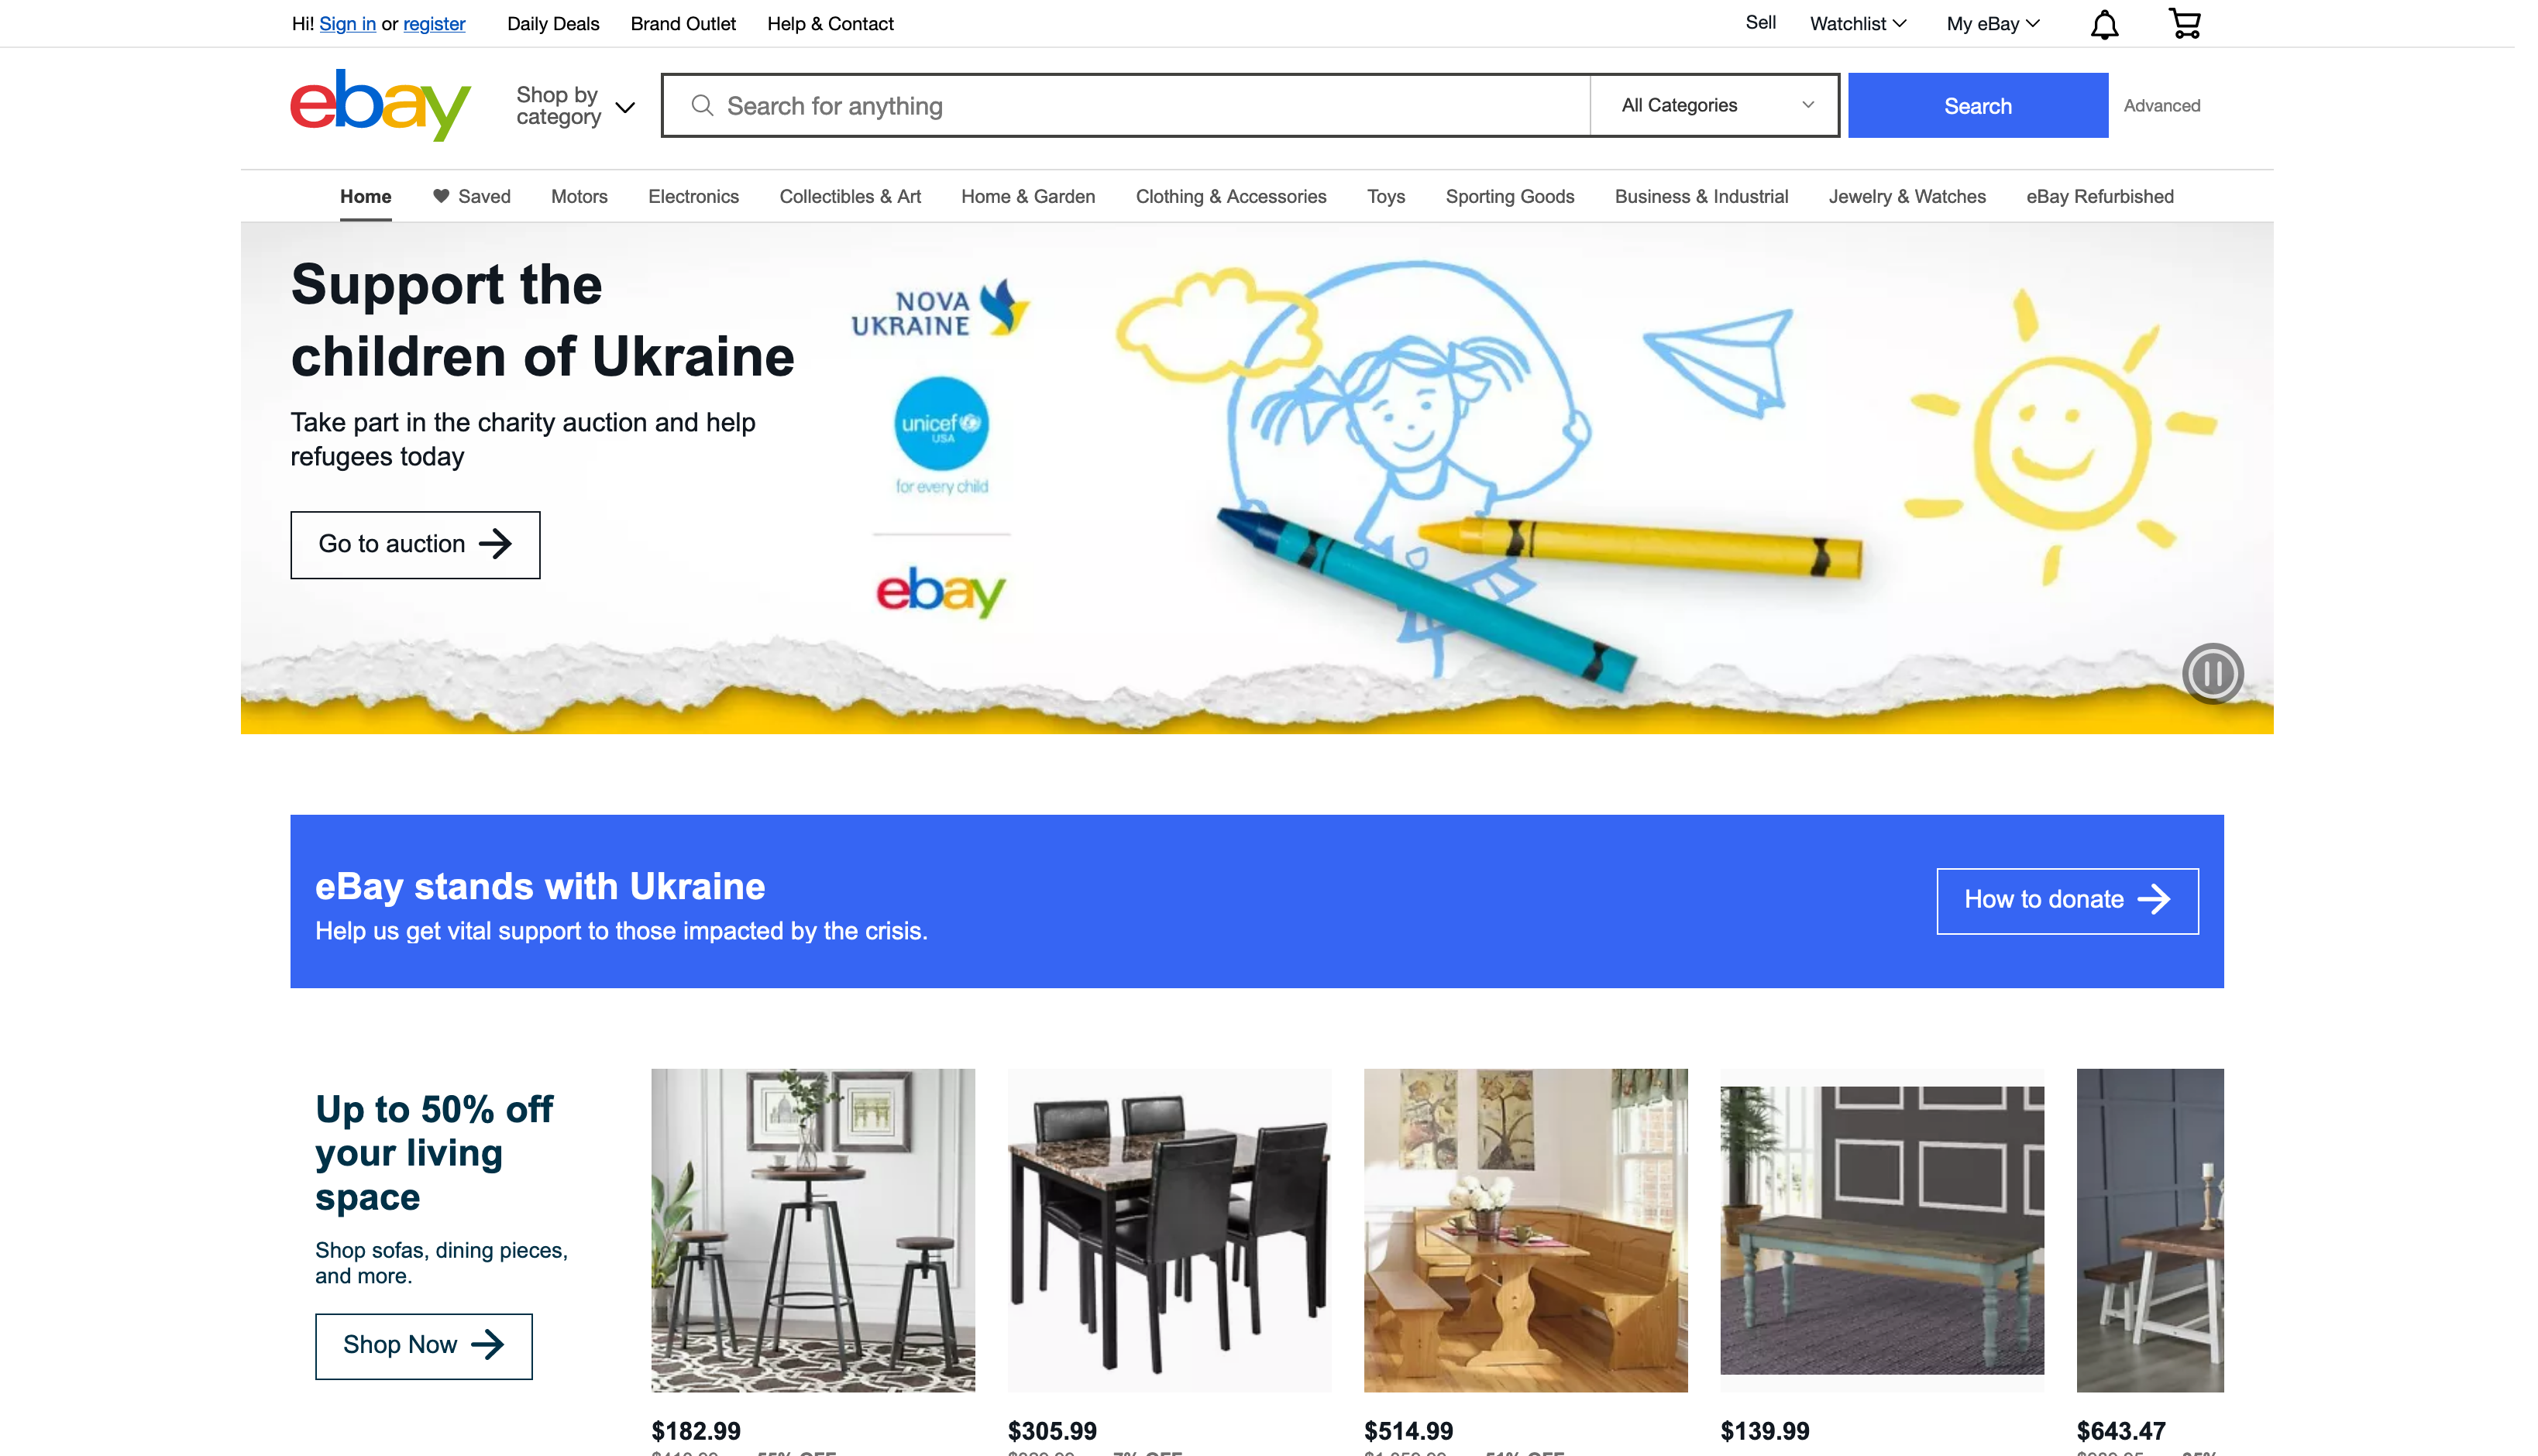 Hi! Sign in or register Daily Deals Brand Outlet Help & Contact Sell Watchlist My eBay
ebay
Shop by
category
Search for anything
All Categories
Search
Advanced
Home Saved Motors Electronics Collectibles & Art Home & Garden Clothing & Accessories Toys Sporting Goods Business & Industrial Jewelry & Watches eBay Refurbished
Support the
children of Ukraine
Take part in the charity auction and help
refugees today
Go to auction
NOVA
UKRAINE
unicef
USA
for every child
ebay
eBay stands with Ukraine
Help us get vital support to those impacted by the crisis.
How to donate
Up to 50% off
your living
space
Shop sofas, dining pieces,
and more.
Shop Now
$182.99 $305.99 $514.99 $139.99 $643.47